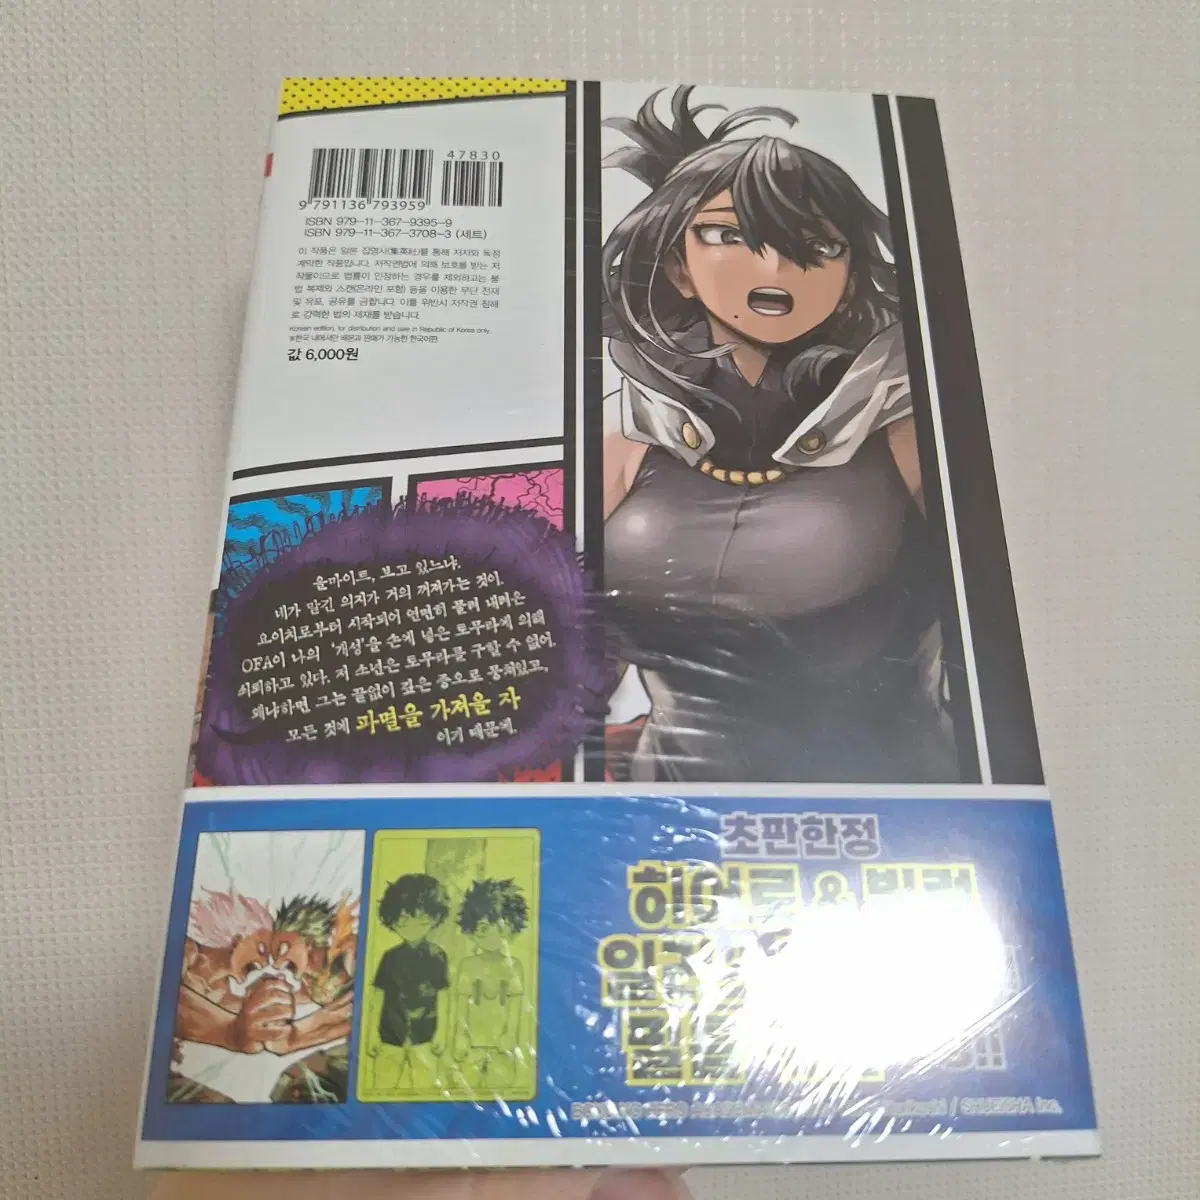 47830
9 791136 793959
ISBN 979-11-367-9395-9
ISBN 979-11-367-3708-3 (세트)
이 작품은 일본 집영사(集英社)를 통해 저자와 독점
계약한 작품입니다. 저작권법에 의해 보호를 받는 저
작물이므로 법률이 인정하는 경우를 제외하고는 불
법 복제와 스캔(온라인 포함) 등을 이용한 무단 전재
및 유포, 공유를 금합니다. 이를 위반시 저작권 침해
로 강력한 법의 제재를 받습니다.
Korean edition, for distribution and sale in Republic of Korea only.
※한국 내에서만 배본과 판매가 가능한 한국어판
값 6,000원
올마이트, 보고 있느냐.
네가 맡긴 의지가 거의 꺼져가는 것이.
요이치로부터 시작되어 연면히 흘러 내려온
OFA이 나의 '개성'을 손에 넣은 토무라에 의해
쇠퇴하고 있다. 저 소년은 토무라를 구할 수 없어.
왜냐하면 그는 끝없이 깊은 증오로 뭉쳐있고,
모든 것에 파멸을 가져올 자
이기 때문에.
초판한정
히어로 & 빌런
/ SHUEISHA Inc.